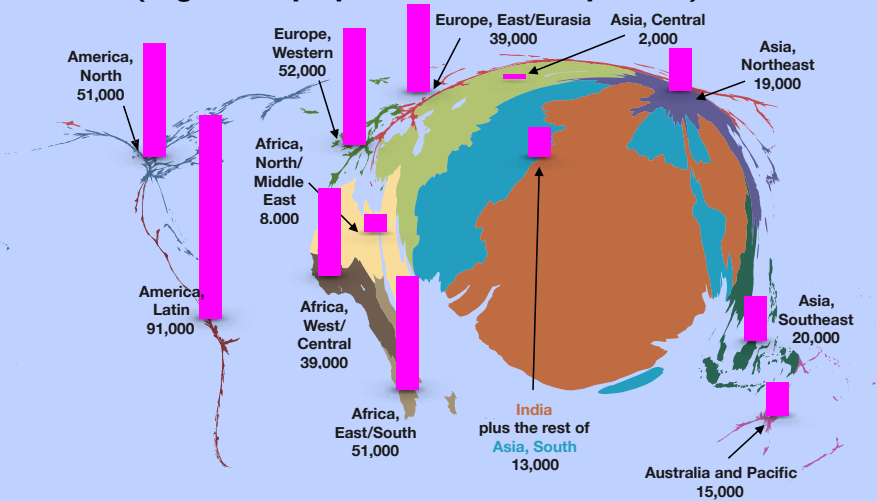 Europe, East/Eurasia
39,000
Asia, Central
2,000
Europe,
Western
52,000
America,
North
51,000
Asia,
Northeast
19,000
Africa,
North/
Middle
East
8.000
America,
Latin
91,000
Africa,
West/
Central
39,000
Asia,
Southeast
20,000
Africa,
East/South
51,000
India
plus the rest of
Asia, South
13,000
Australia and Pacific
15,000